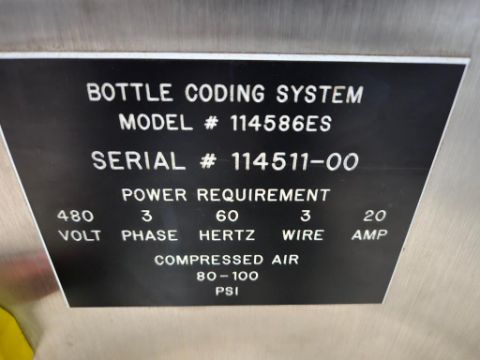 BOTTLE CODING SYSTEM
MODEL # 114586ES
SERIAL # 114511-00
POWER REQUIREMENT
480 3 60 3 20
VOLT PHASE HERTZ WIRE AMP
COMPRESSED AIR
80-100
PSI